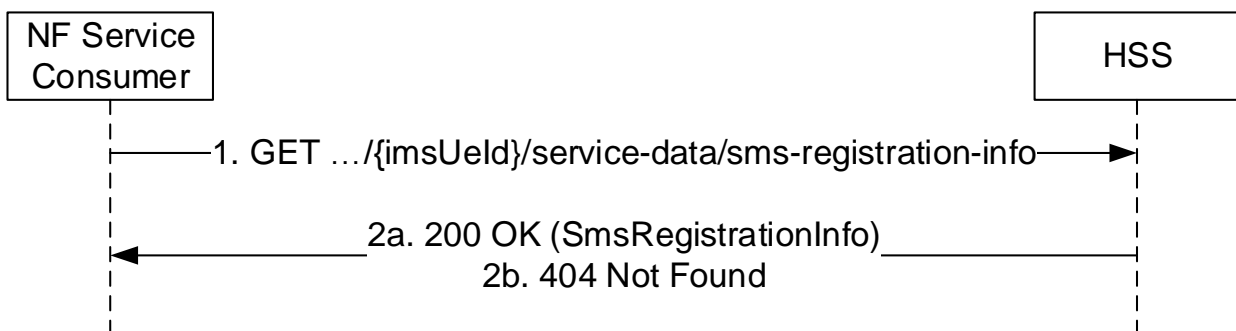 NF Service
Consumer
HSS
1. GET …/{imsUeId}/service-data/sms-registration-info
2a. 200 OK (SmsRegistrationInfo)
2b. 404 Not Found